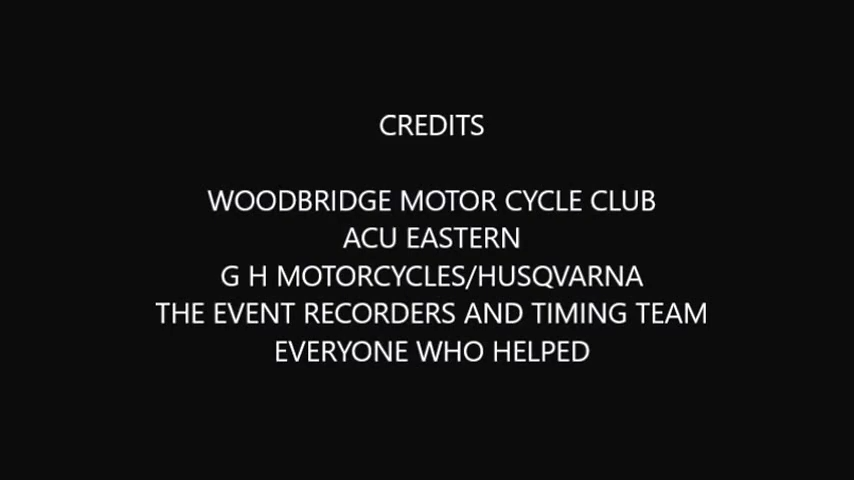 CREDITS
WOODBRIDGE MOTOR CYCLE CLUB
ACU EASTERN
G H MOTORCYCLES/HUSQVARNA
THE EVENT RECORDERS AND TIMING TEAM
EVERYONE WHO HELPED